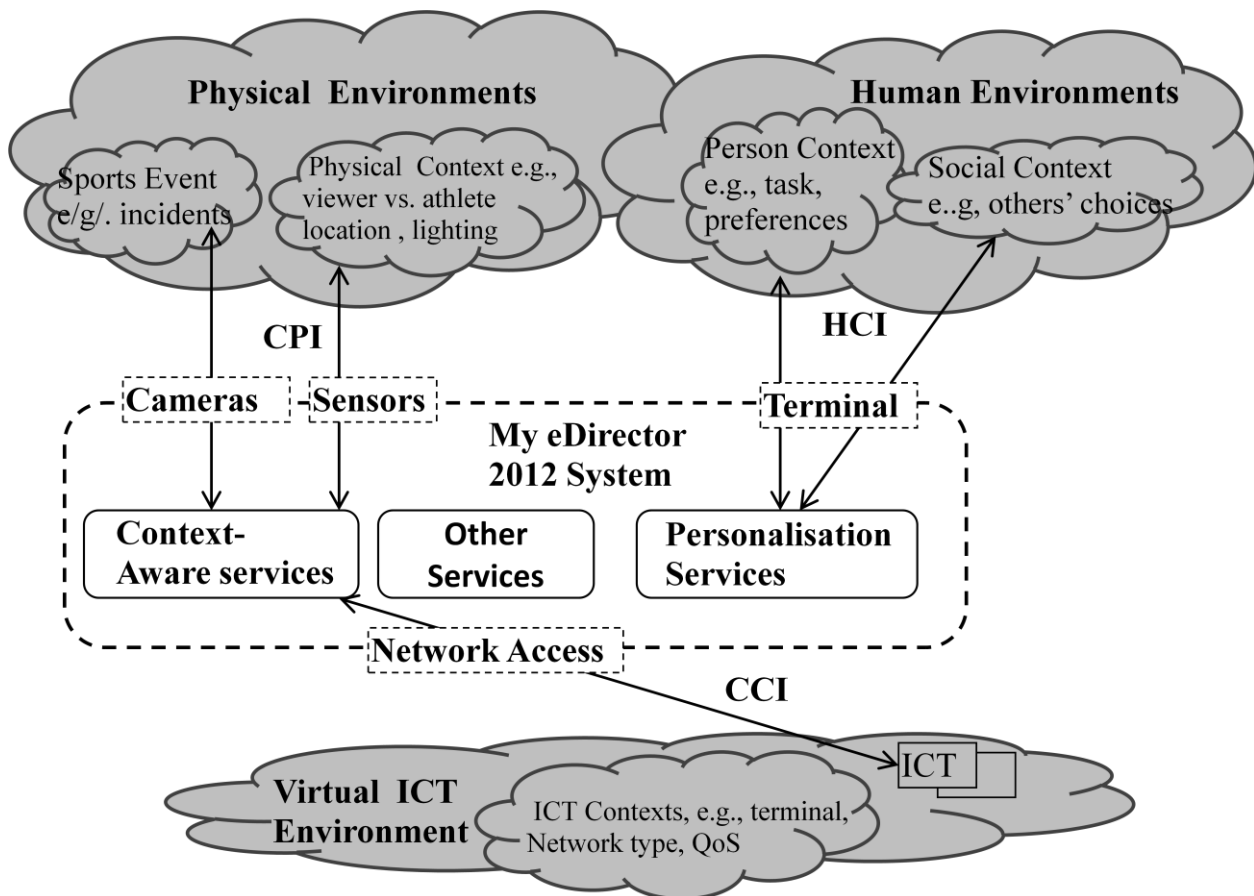 Physical Environments
Human Environments
Sports Event
e/g/. incidents
Physical Context e.g.,
viewer vs. athlete
location , lighting
Person Context
e.g., task,
preferences
Social Context
e..g, others’ choices
CPI
HCI
Cameras
Sensors
Terminal
My eDirector
2012 System
Context-
Aware services
Other
Services
Personalisation
Services
Network Access
CCI
Virtual ICT
Environment
ICT Contexts, e.g., terminal,
Network type, QoS
ICT